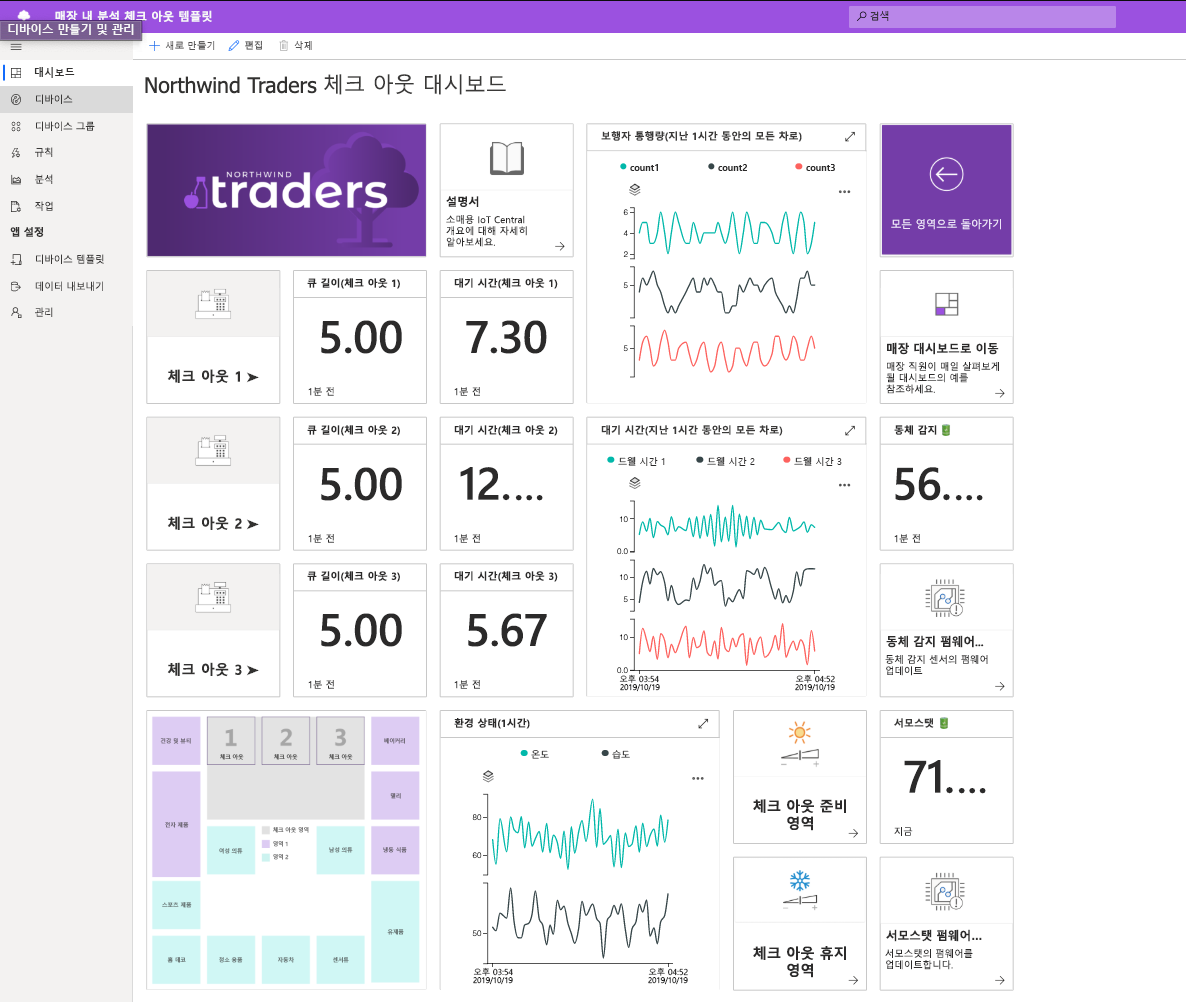 매장 내 분석 체크 아웃 템플릿
검색
디바이스 만들기 및 관리
새로 만들기
편집
삭제
대시보드
디바이스
디바이스 그룹
규칙
분석
작업
앱 설정
디바이스 템플릿
데이터 내보내기
관리
Northwind Traders 체크 아웃 대시보드
NORTHWIND
traders
설명서
소매용 IoT Central
개요에 대해 자세히
알아보세요.
보행자 통행량(지난 1시간 동안의 모든 차로)
count1 count2 count3
6
4
2
5
5
모든 영역으로 돌아가기
체크 아웃 1
큐 길이(체크 아웃 1)
5.00
1분 전
대기 시간(체크 아웃 1)
7.30
1분 전
매장 대시보드로 이동
매장 직원이 매일 살펴보게
될 대시보드의 예를
참조하세요.
체크 아웃 2
큐 길이(체크 아웃 2)
5.00
1분 전
대기 시간(체크 아웃 2)
12....
1분 전
대기 시간(지난 1시간 동안의 모든 차로)
드웰 시간 1 드웰 시간 2 드웰 시간 3
10
0.0
10
5
10
0.0
오후 03:54
2019/10/19
오후 04:52
2019/10/19
동체 감지
56....
1분 전
체크 아웃 3
큐 길이(체크 아웃 3)
5.00
1분 전
대기 시간(체크 아웃 3)
5.67
1분 전
동체 감지 펌웨어...
동체 감지 센서의 펌웨어
업데이트
건강 및 뷰티
1
체크 아웃
2
체크 아웃
3
체크 아웃
베이커리
전자 제품
델리
여성 의류
체크 아웃 영역
영역 1
영역 2
남성 의류
냉동 식품
스포츠 제품
유제품
홈 데코
청소 용품
자동차
환경 상태(1시간)
온도 습도
80
60
50
오후 03:54
2019/10/19
오후 04:52
2019/10/19
체크 아웃 준비
영역
서모스탯
71....
지금
체크 아웃 휴지
영역
서모스탯 펌웨어...
서모스탯의 펌웨어를
업데이트합니다.